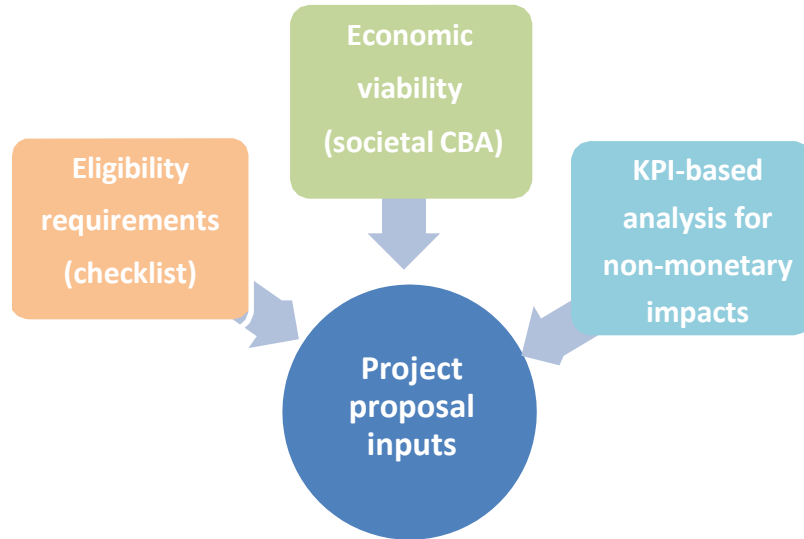 Economic
viability
(societal CBA)
Eligibility
requirements
(checklist)
KPI-based
analysis for
non-monetary
impacts
Project
proposal
inputs